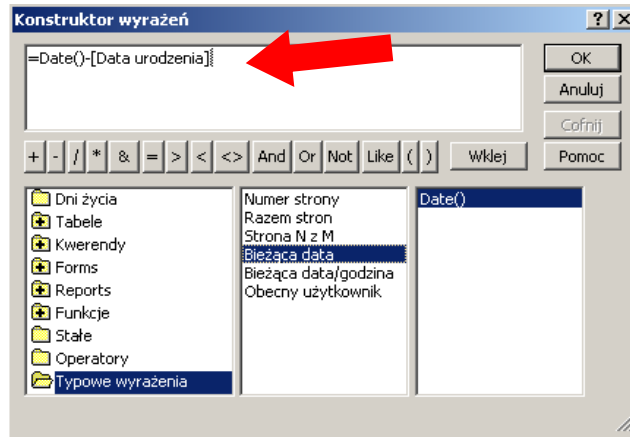 Konstruktor wyrażeń
=Date()-[Data urodzenia]
OK
Anuluj
Cofnij
Pomoc
+ - / * & = > < <> And Or Not Like ( ) Wklej
Dni życia
Tabele
Kwerendy
Forms
Reports
Funkcje
Stałe
Operatory
Typowe wyrażenia
Numer strony
Razem stron
Strona N z M
Bieżąca data
Bieżąca data/godzina
Obecny użytkownik
Date()